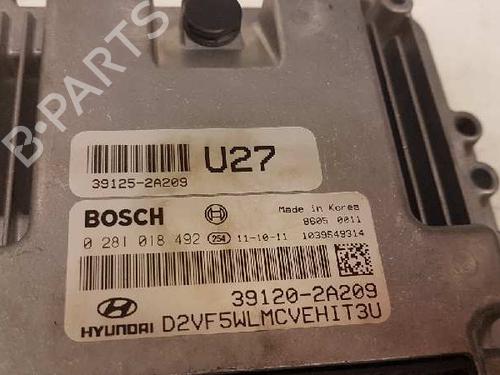 U27
39125-2A209
BOSCH
Made in Korea
8605 0011
0 281 018 492 254 11-10-11 1039S49314
39120-2A209
HYUNDAI D2VF5WLMCVEHIT3U
B-PARTS